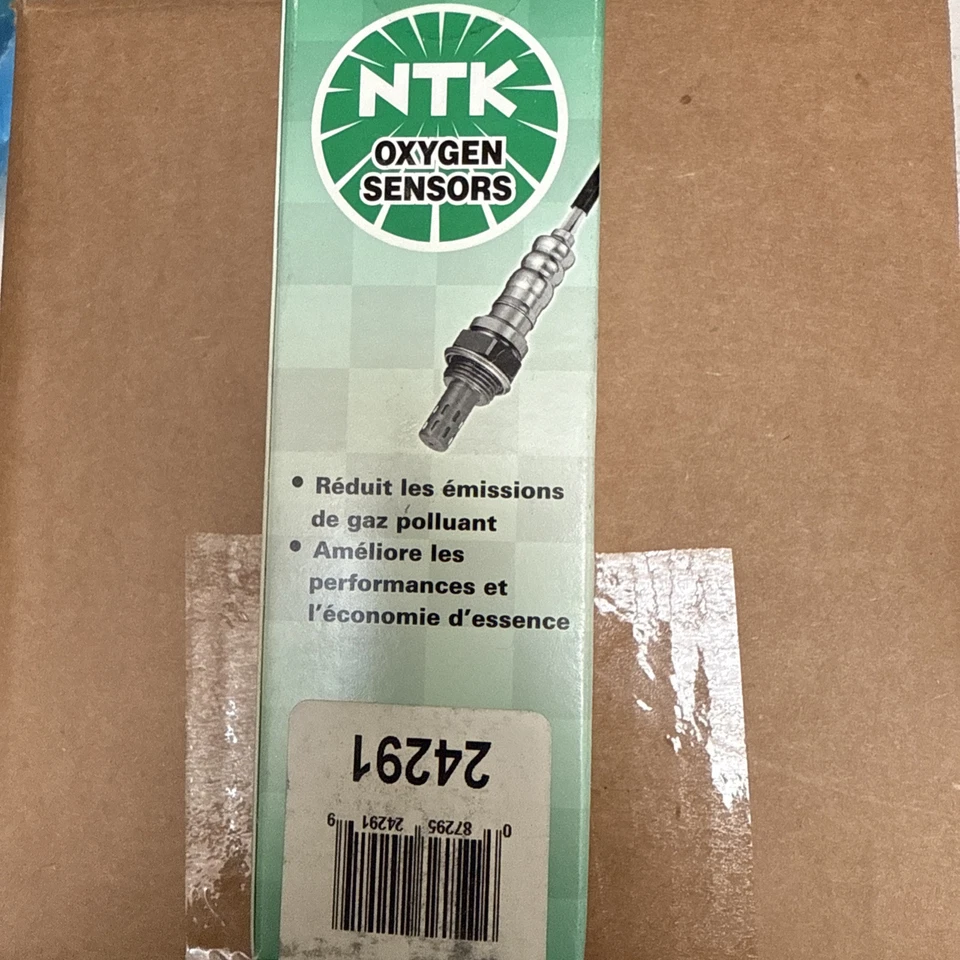 NTK
OXYGEN
SENSORS
• Réduit les émissions
de gaz polluant
• Améliore les
performances et
l'économie d'essence
24291
0 87295 24291 9